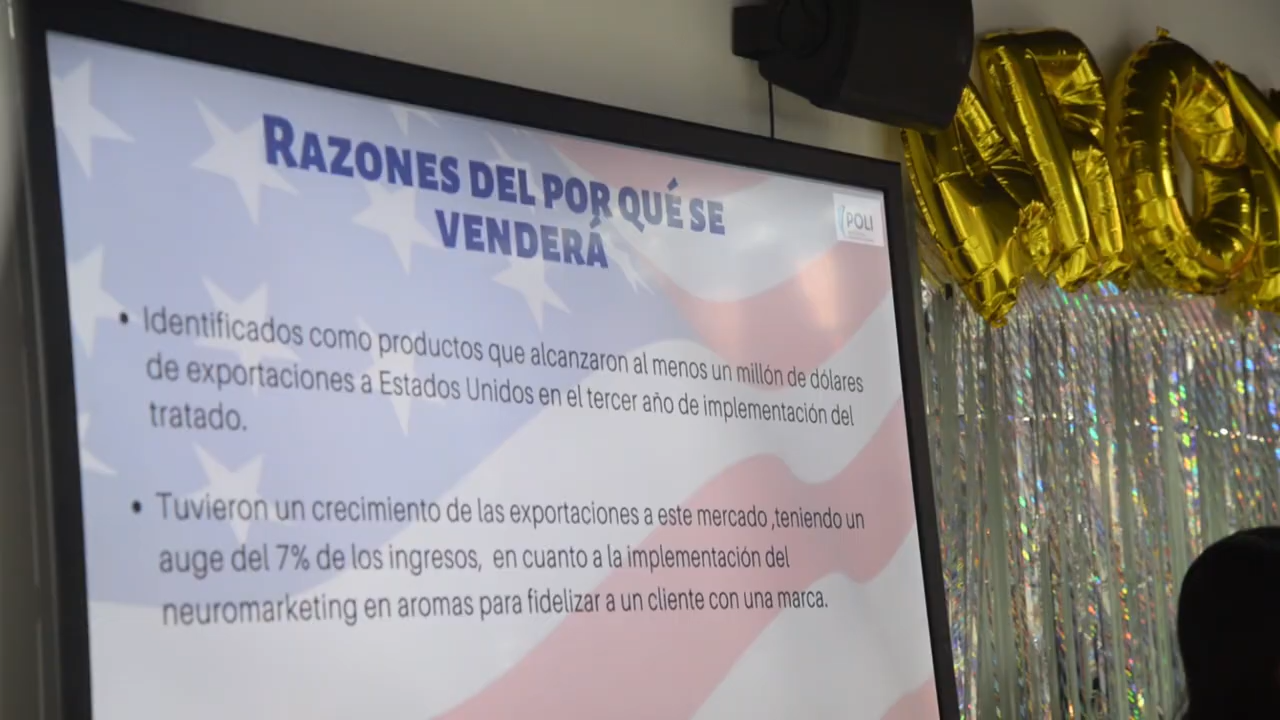 RAZONES DEL POR QUÉ SE
VENDERÁ
POLI
• Identificados como productos que alcanzaron al menos un millón de dólares
de exportaciones a Estados Unidos en el tercer año de implementación del
tratado.
• Tuvieron un crecimiento de las exportaciones a este mercado ,teniendo un
auge del 7% de los ingresos, en cuanto a la implementación del
neuromarketing en aromas para fidelizar a un cliente con una marca.